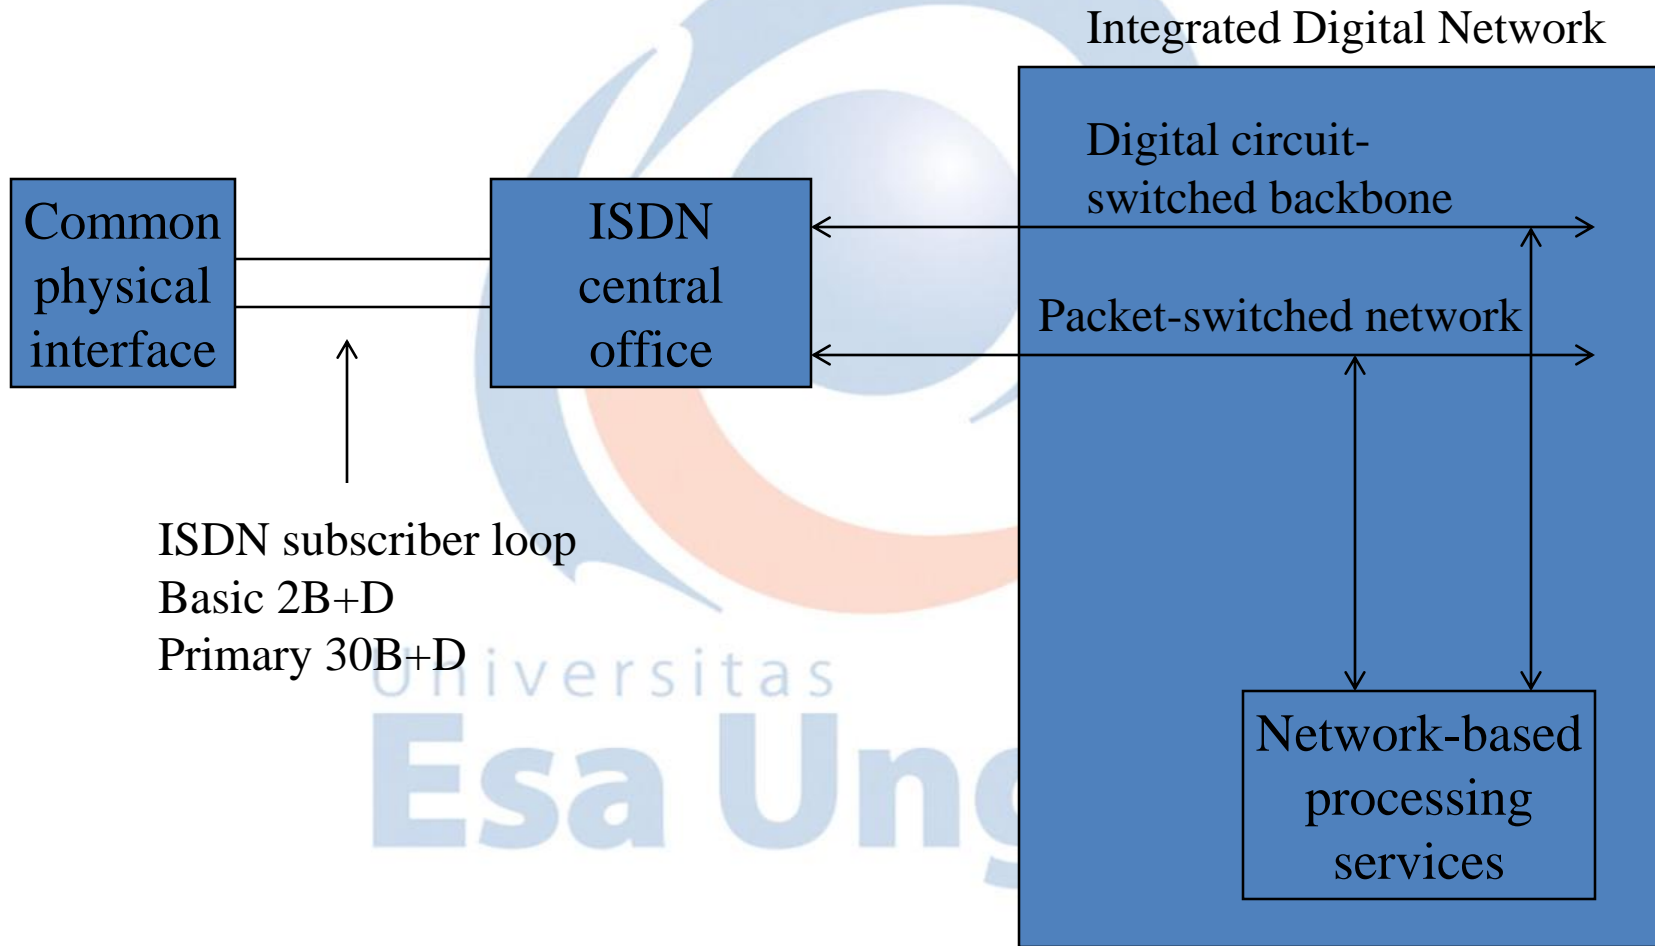 Integrated Digital Network
Digital circuit-
switched backbone
Common
physical
interface
ISDN
central
office
Packet-switched network
ISDN subscriber loop
Basic 2B+D
Primary 30B+D
Universitas
Esa Ung
Network-based
processing
services